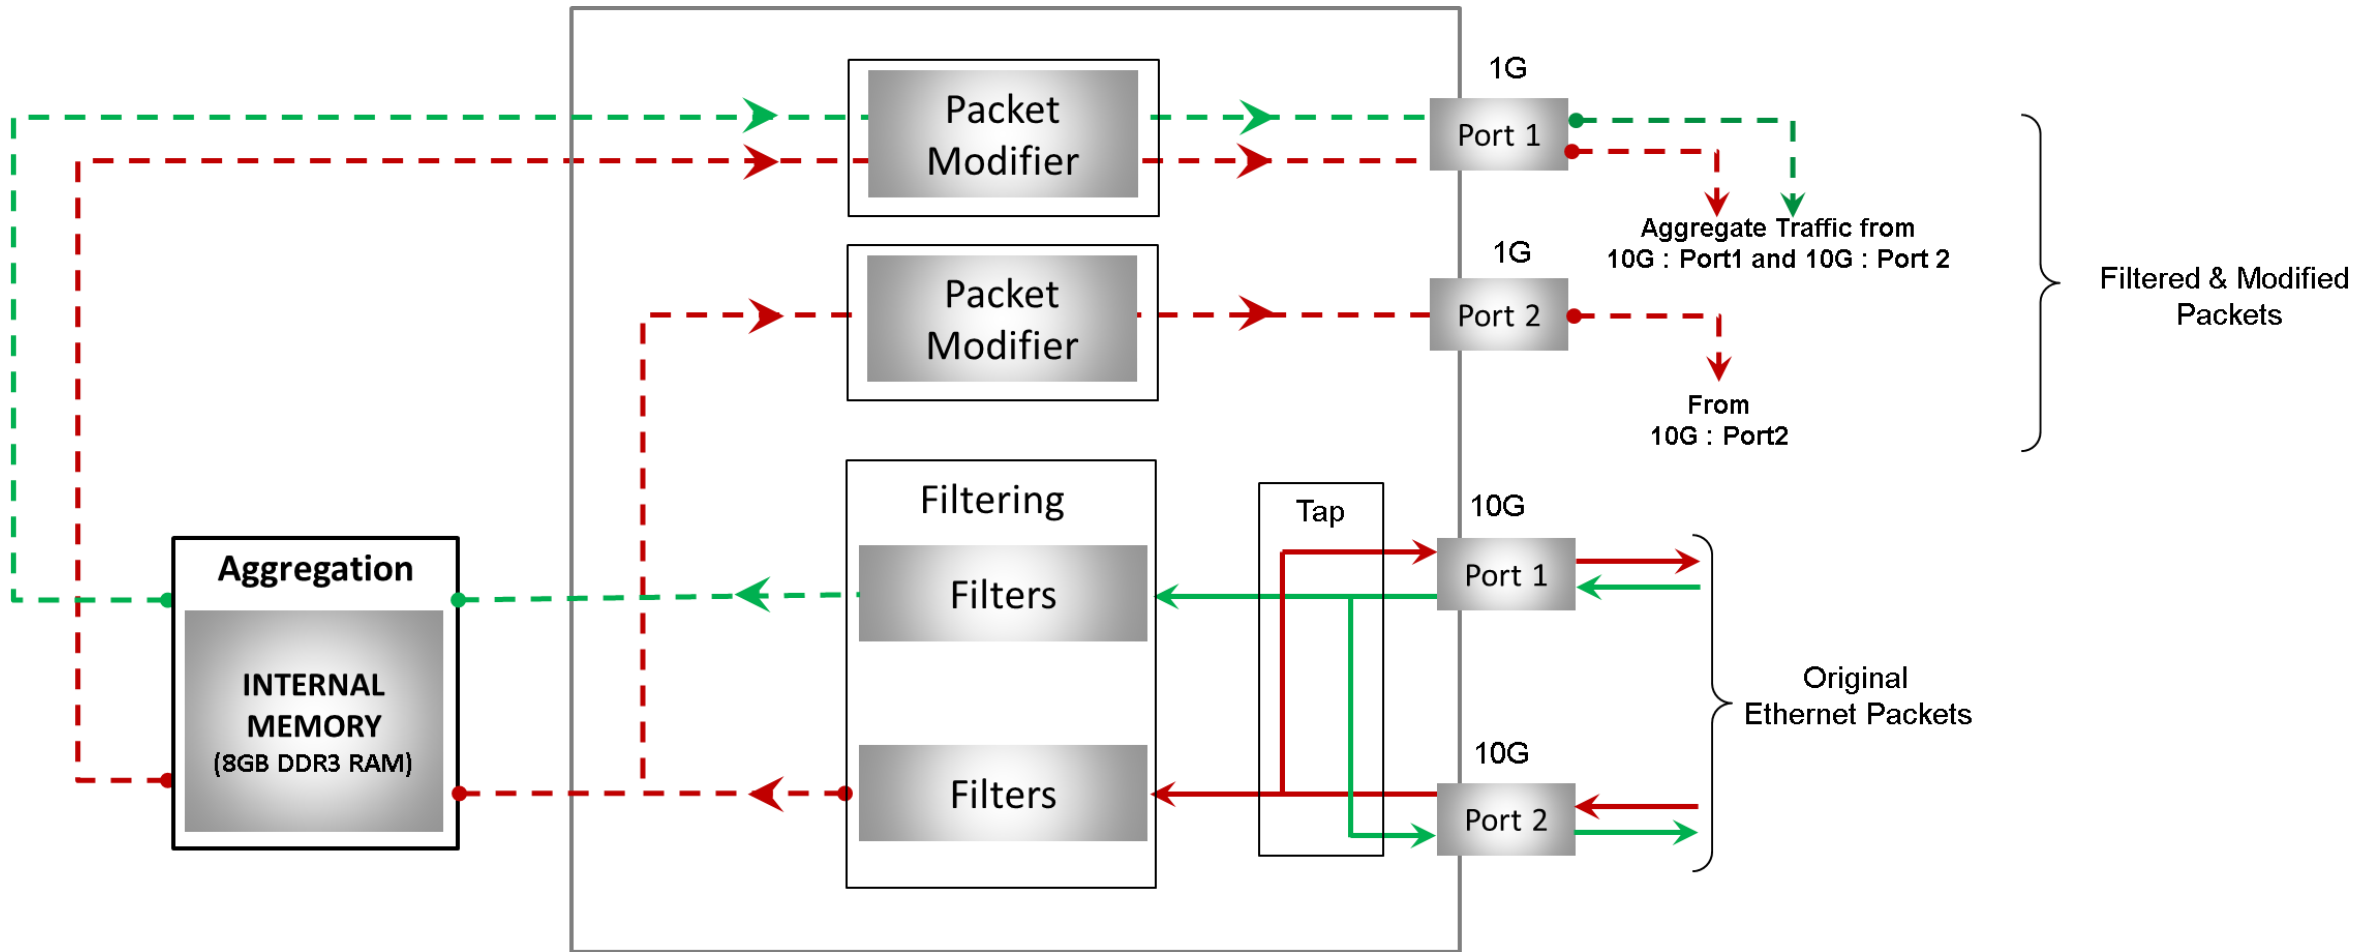 1G
Packet
Modifier
Port 1
Aggregate Traffic from
10G : Port1 and 10G : Port 2
1G
Packet
Modifier
Port 2
Filtered & Modified
Packets
From
10G : Port2
Filtering
Tap
10G
Aggregation
Filters
Port 1
INTERNAL
MEMORY
(8GB DDR3 RAM)
Original
Ethernet Packets
10G
Filters
Port 2